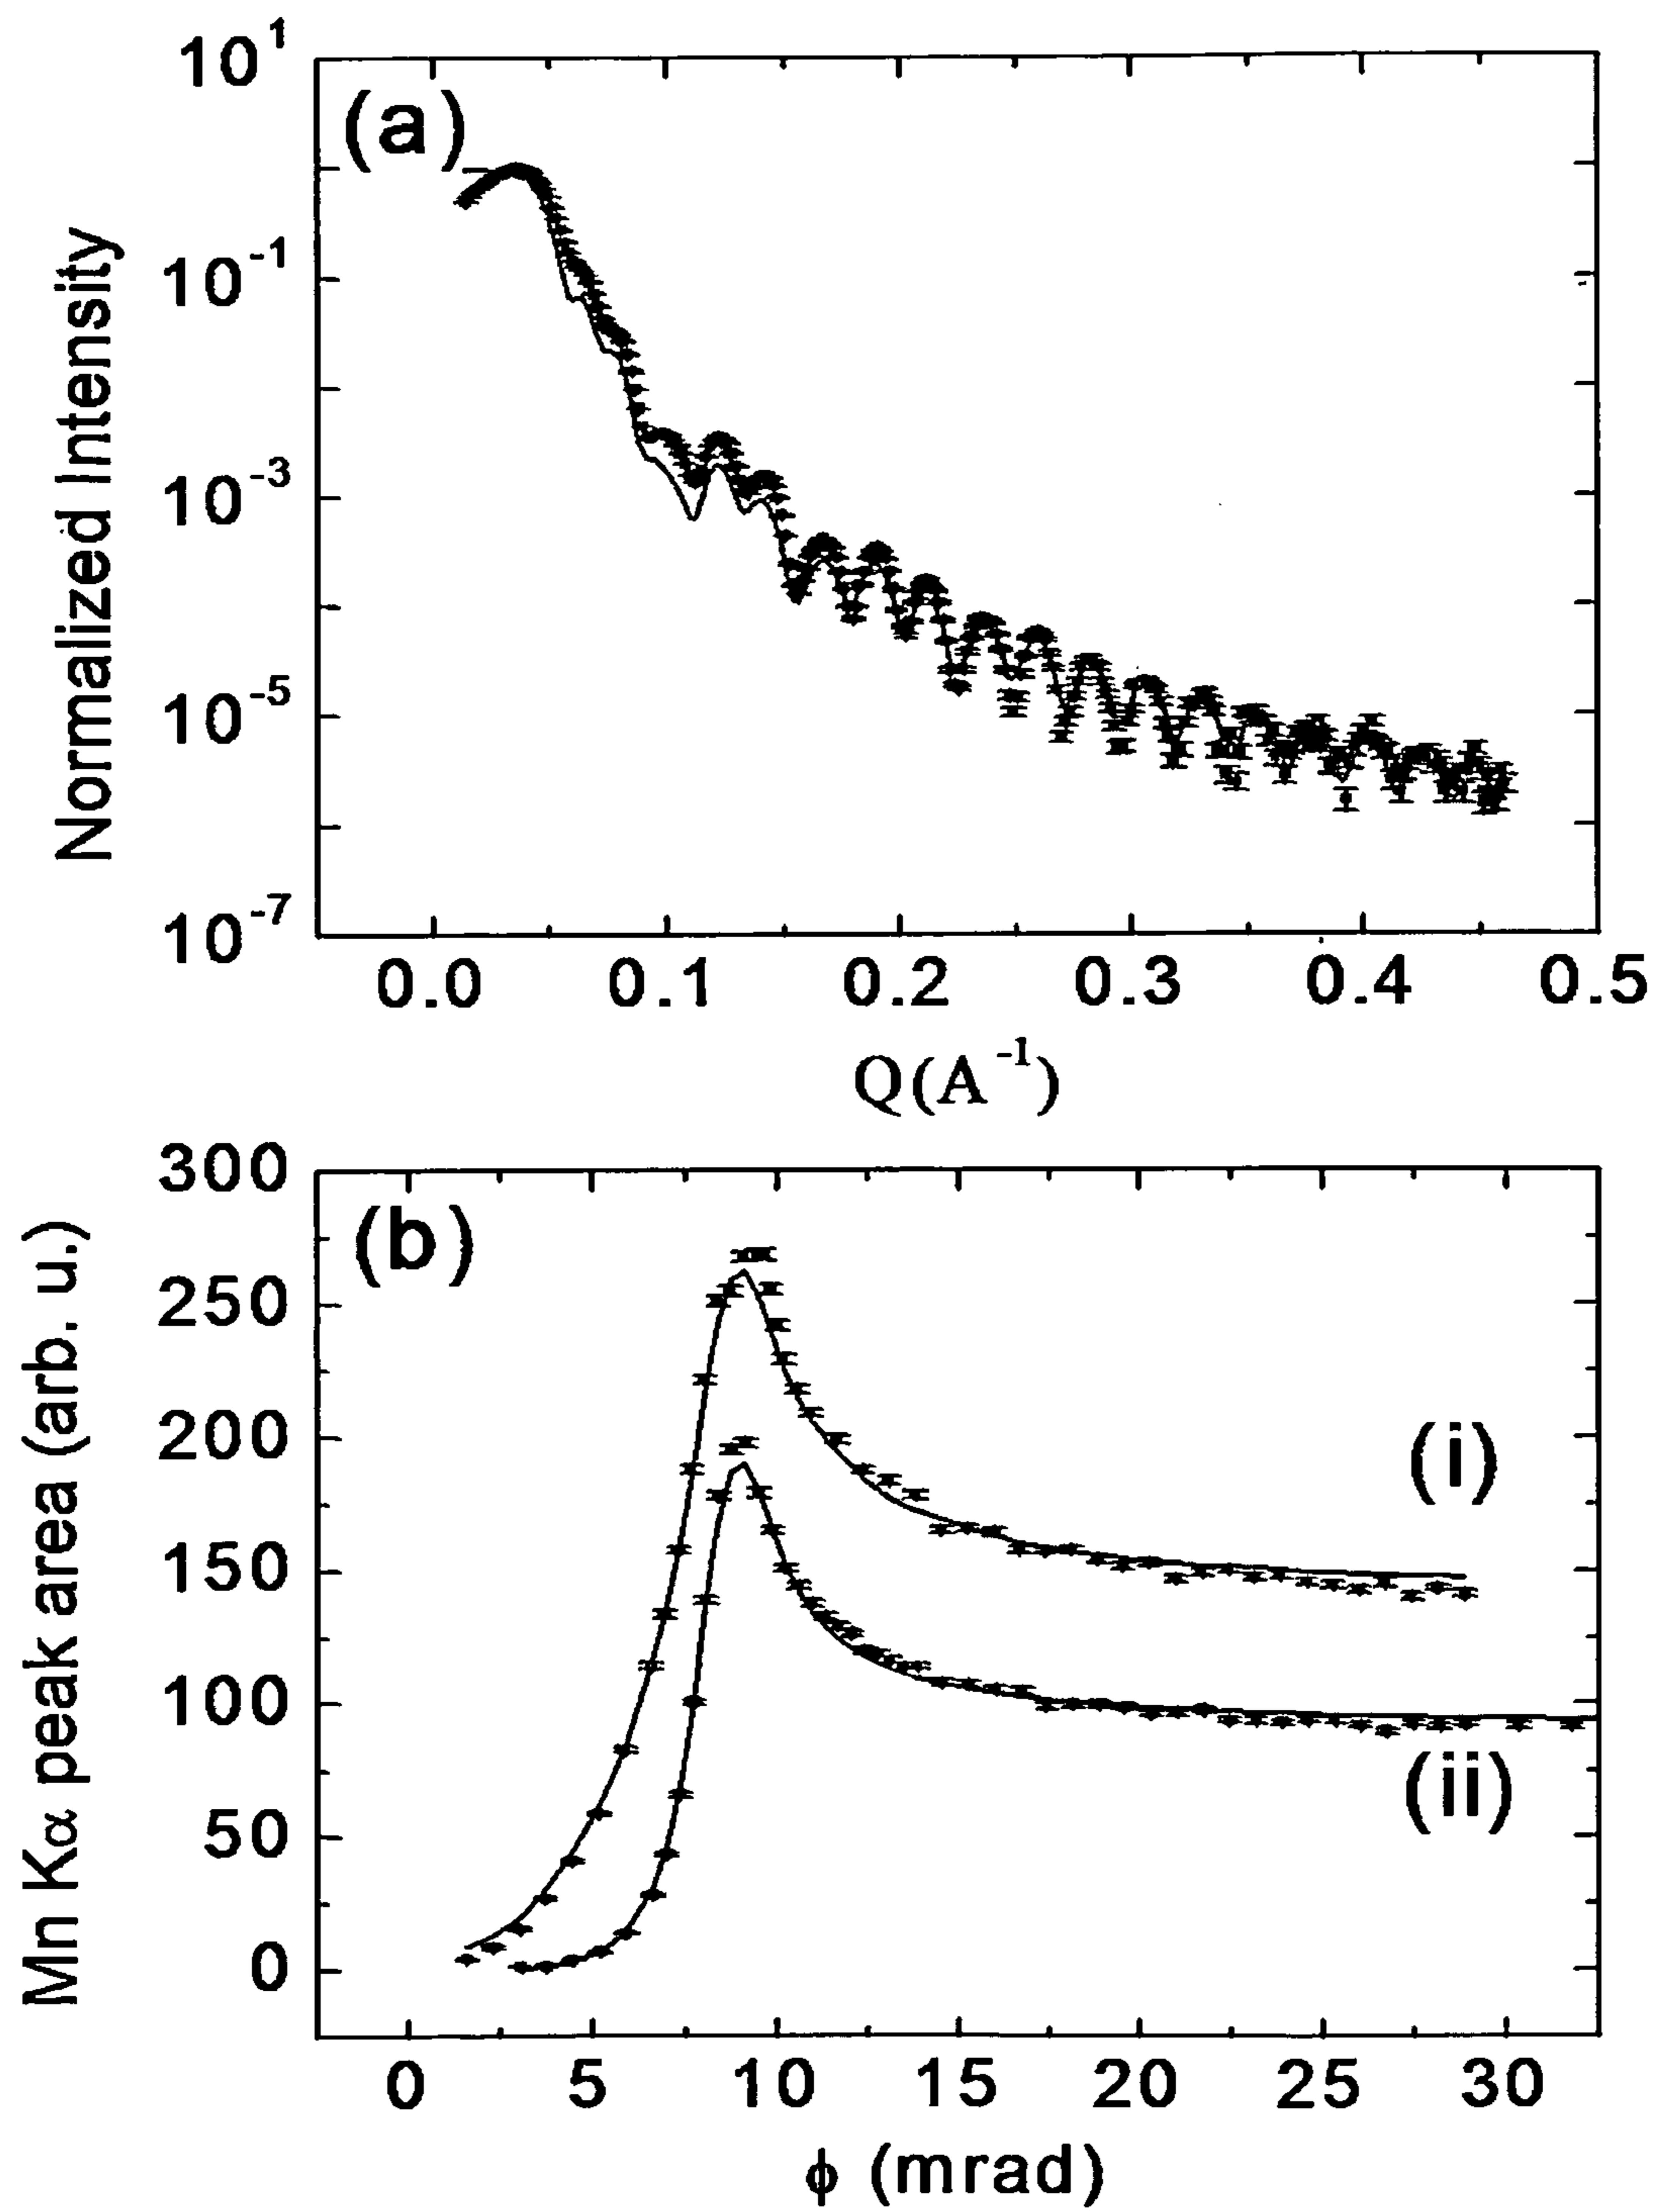 (a)
10¹
10⁻¹
10⁻³
10⁻⁵
10⁻⁷
Normalized Intensity
0.0 0.1 0.2 0.3 0.4 0.5
Q(A⁻¹)
(b)
300
250
200
150
100
50
0
Mn Kα peak area (arb. u.)
(i)
(ii)
0 5 10 15 20 25 30
ϕ (mrad)